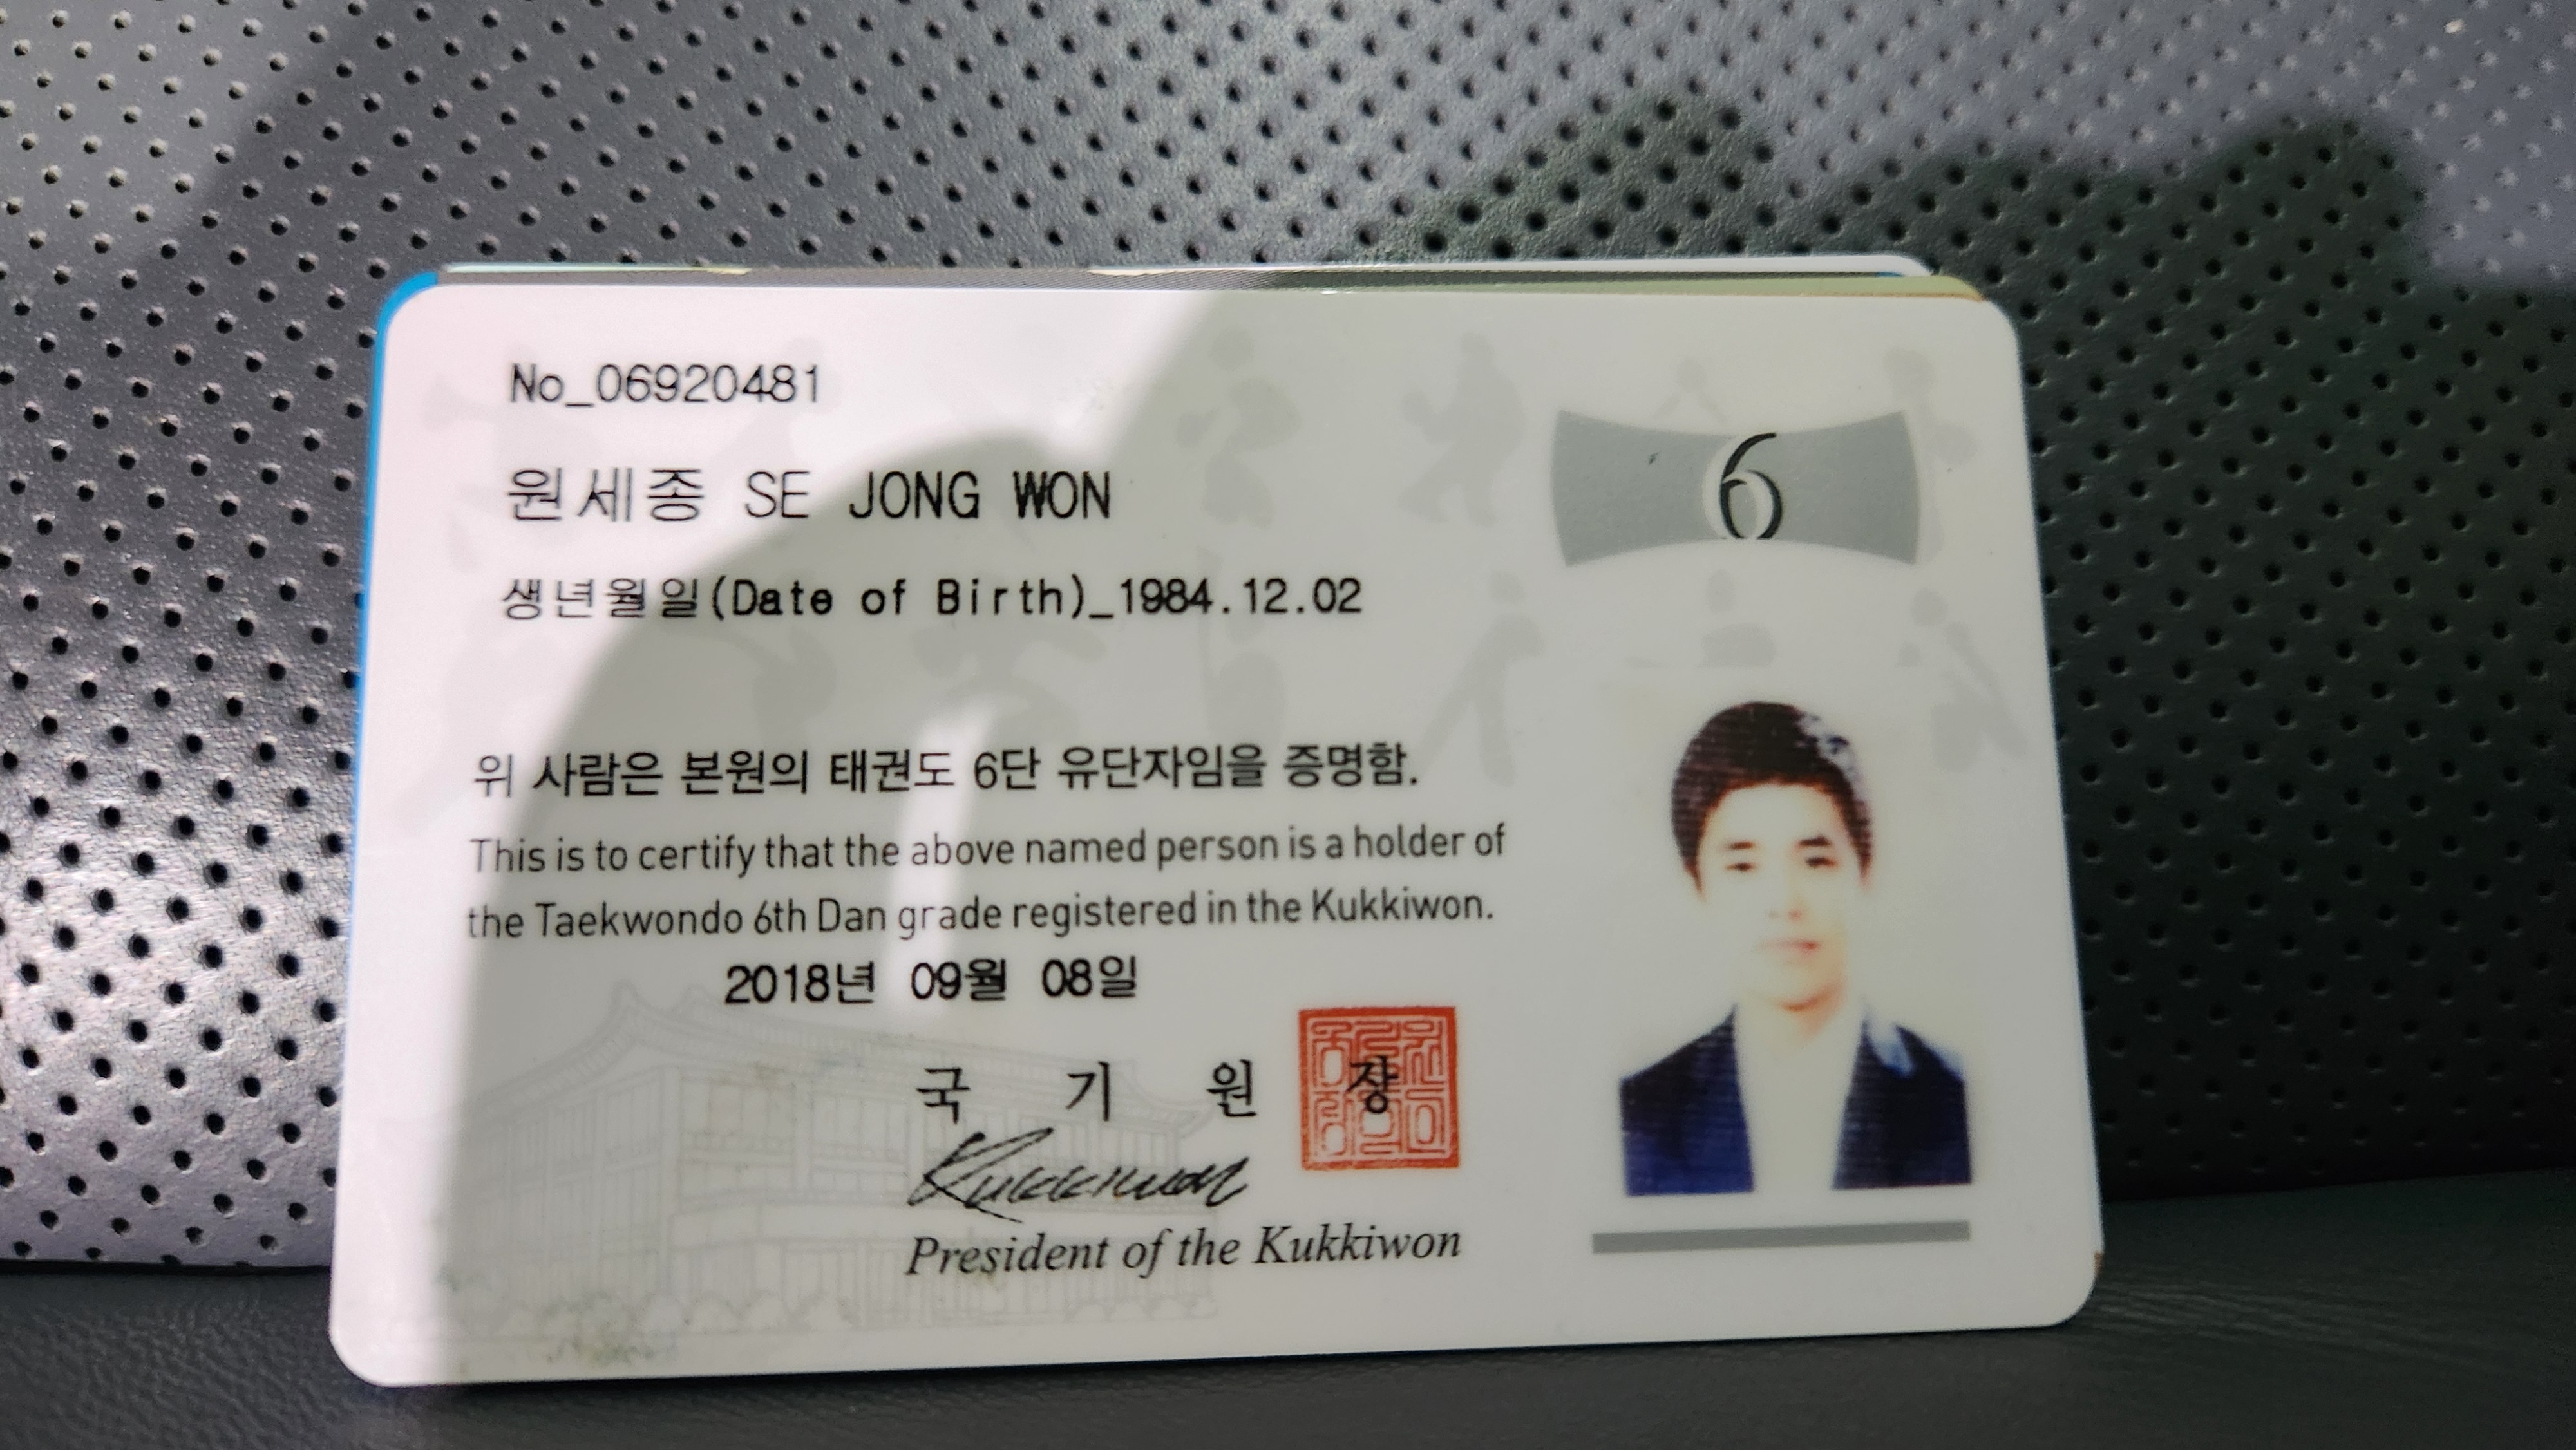 No_06920481
6
원세종 SE JONG WON
생년월일(Date of Birth)_1984.12.02
위 사람은 본원의 태권도 6단 유단자임을 증명함.
This is to certify that the above named person is a holder of
the Taekwondo 6th Dan grade registered in the Kukkiwon.
2018년 09월 08일
국 기 원 장
Kukkiwon
President of the Kukkiwon